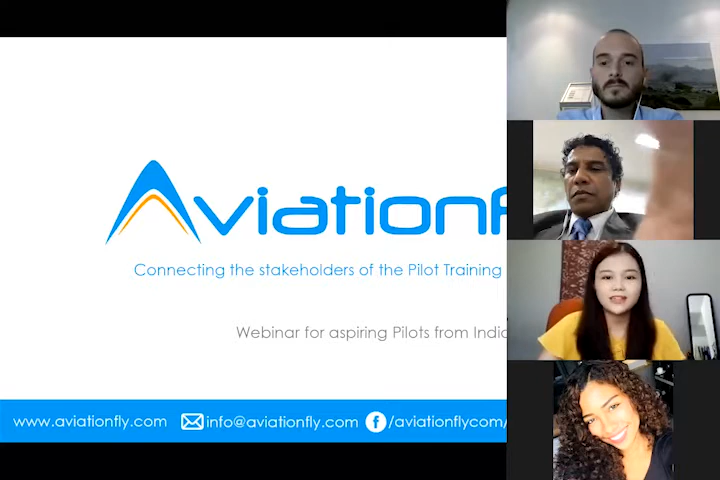 Aviationf
Connecting the stakeholders of the Pilot Training
Webinar for aspiring Pilots from India
www.aviationfly.com info@aviationfly.com /aviationflycom/